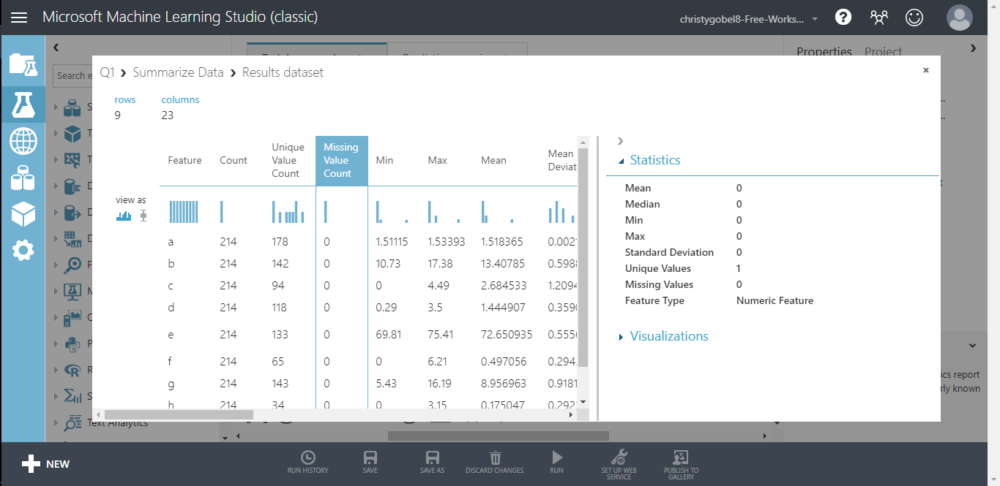 Microsoft Machine Learning Studio (classic)
christygobel8-Free-Works...
Properties Project
Search e
Q1 Summarize Data Results dataset
rows columns
9 23
Feature Count Unique Value Count Missing Value Count Min Max Mean Mean Deviat
view as
a 214 178 0 1.51115 1.53393 1.518365 0.002
b 142 0 10.73 17.38 13.40785 0.598
c 214 94 0 0 4.49 2.684533 1.2094
d 214 118 0 0.29 3.5 1.444907 0.359
e 214 133 0 69.81 75.41 72.650935 0.555
f 214 65 0 0 6.21 0.497056 0.294
g 214 143 0 5.43 16.19 8.956963 0.9181
h 214 34 0 0 3.15 0.175047 0.292
Statistics
Mean 0
Median 0
Min 0
Max 0
Standard Deviation 0
Unique Values 1
Missing Values 0
Feature Type Numeric Feature
Visualizations
ics report
rly known
Text Analytics
NEW
RUN HISTORY
SAVE
SAVE AS
DISCARD CHANGES
RUN
SET UP WEB
SERVICE
PUBLISH TO
GALLERY